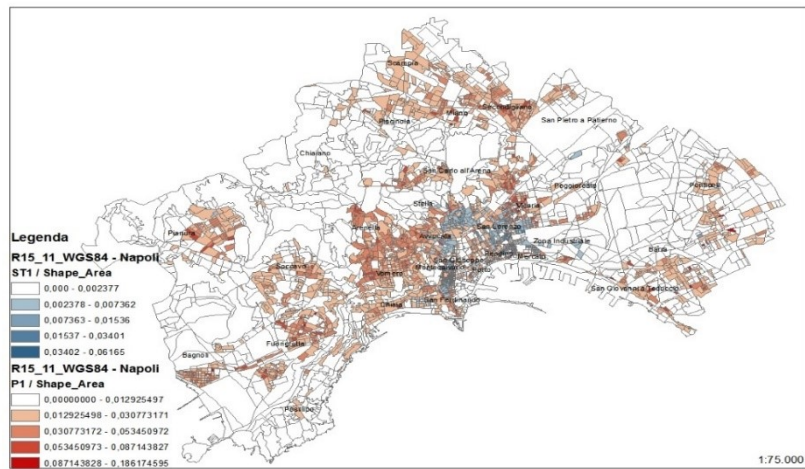 Scampia
Secondigliano
Miano
Piscinola
San Pietro a Patierno
Chiaiano
San Carlo all'Arena
Poggioreale
Ponticelli
Stella
Vicaria
Pianura
Arenella
San Lorenzo
Avvocata
Zona Industriale
Legenda
Barra
Mercato
R15_11_WGS84 - Napoli
Soccavo
Vomero
Montecalvario
Porto
ST1 / Shape_Area
San Giovanni a Teduccio
0,000 - 0,002377
Chiaia
San Ferdinando
0,002378 - 0,007362
0,007363 - 0,01536
Fuorigrotta
0,01537 - 0,03401
Bagnoli
0,03402 - 0,06165
R15_11_WGS84 - Napoli
P1 / Shape_Area
0,00000000 - 0,012925497
0,012925498 - 0,030773171
Posillipo
0,030773172 - 0,053450972
0,053450973 - 0,087143827
0,087143828 - 0,186174595
1:75.000